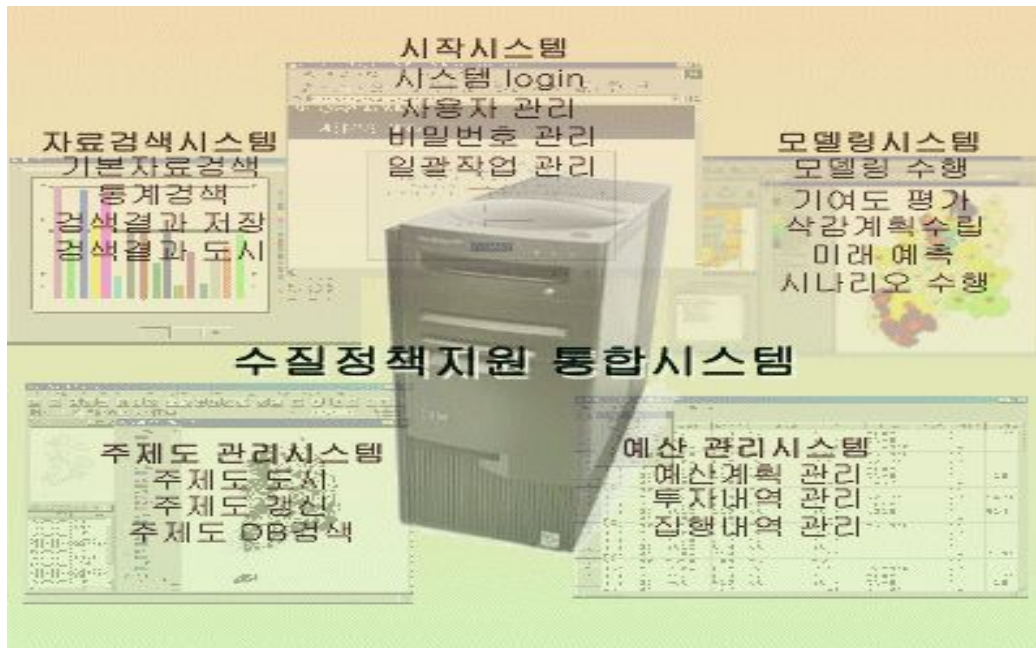 시작시스템
시스템 login
사용자 관리
비밀번호 관리
일괄작업 관리
자료검색시스템
기본자료검색
통계검색
검색결과 저장
검색결과 도시
모델링시스템
모델링 수행
기여도 평가
삭감계획수립
미래 예측
시나리오 수행
수질정책지원 통합시스템
주제도 관리시스템
주제도 도시
주제도 갱신
주제도 DB검색
예산 관리시스템
예산계획 관리
투자내역 관리
집행내역 관리